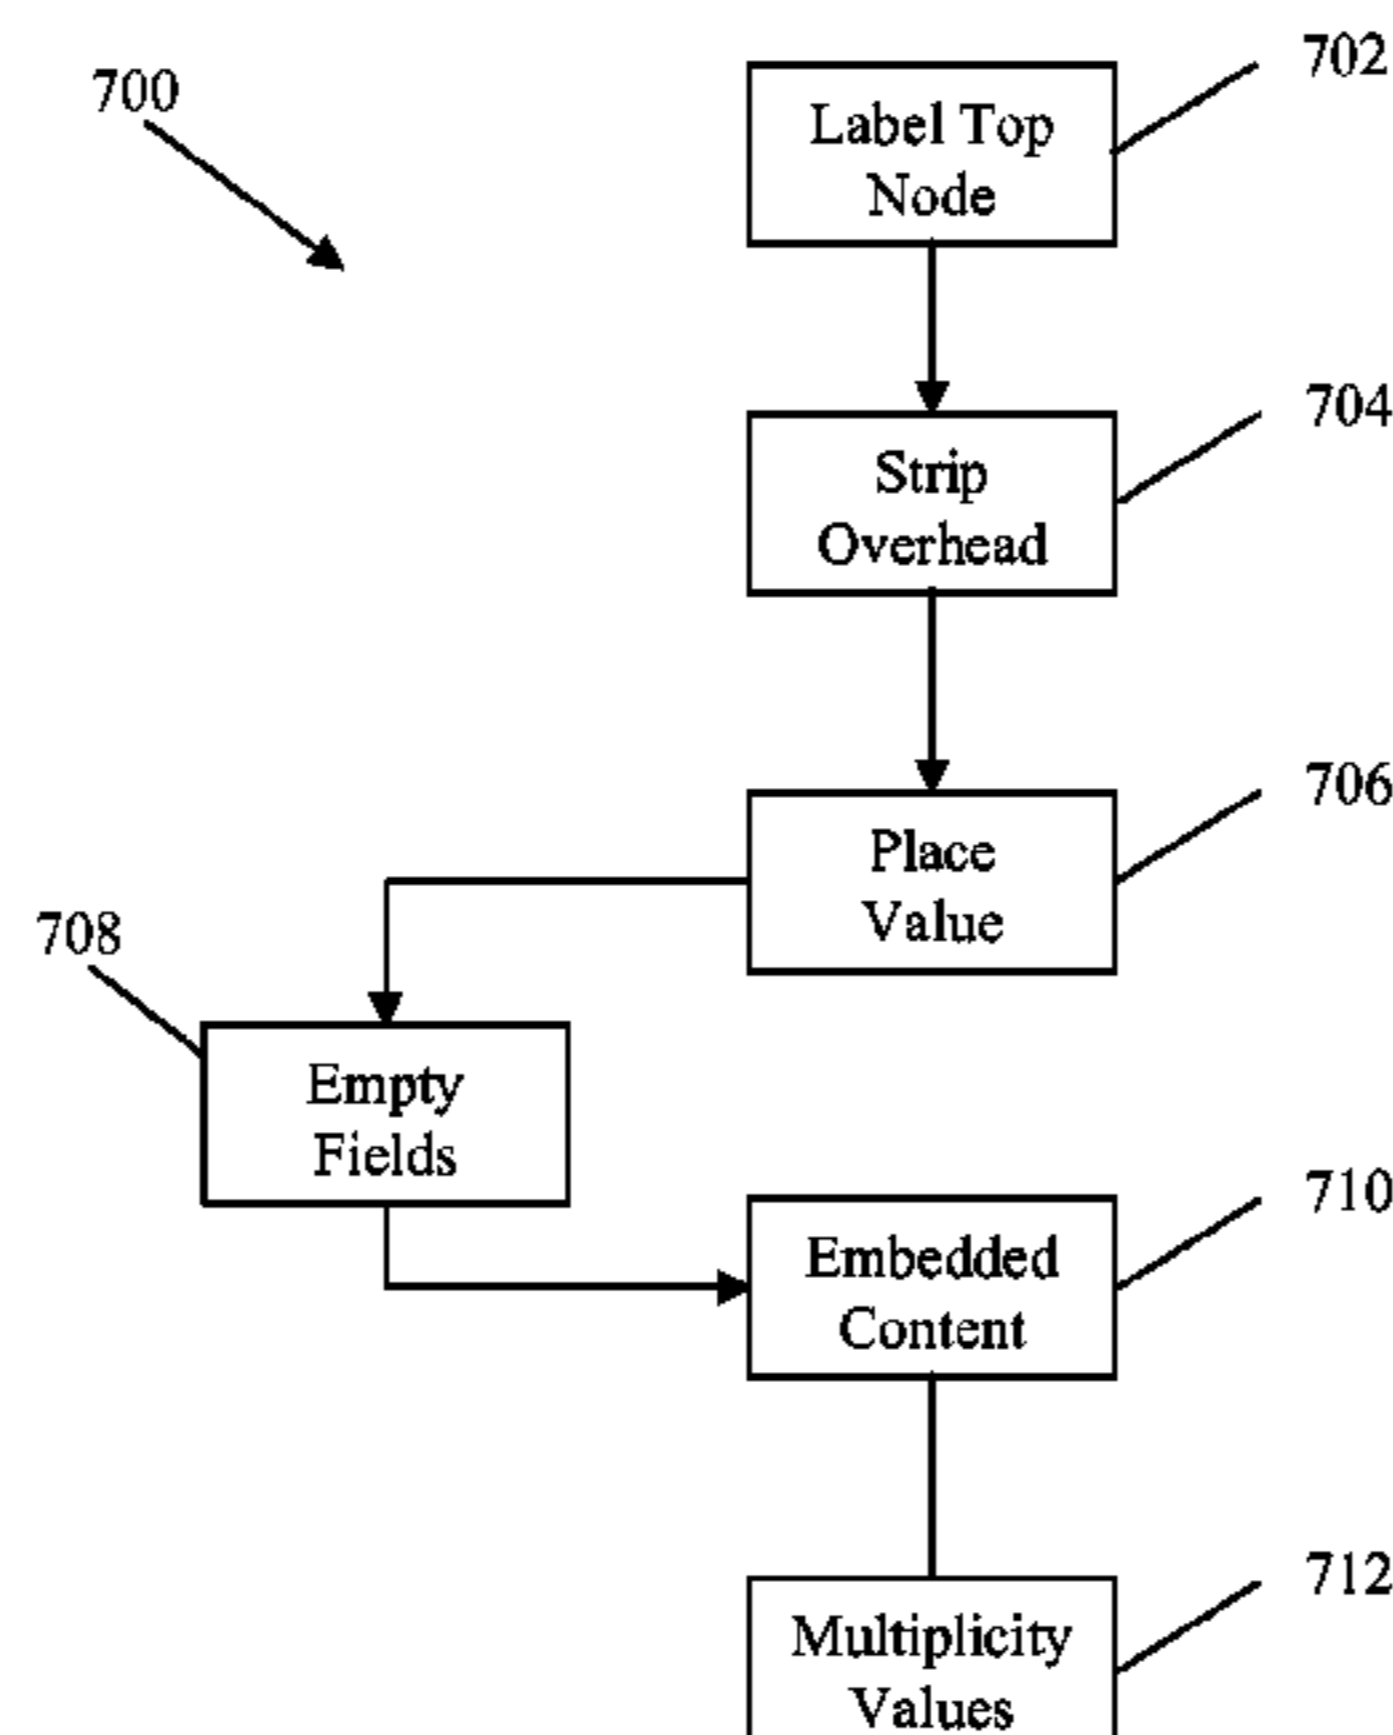 702
700
Label Top
Node
704
Strip
Overhead
706
Place
Value
708
Empty
Fields
710
Embedded
Content
712
Multiplicity
Values